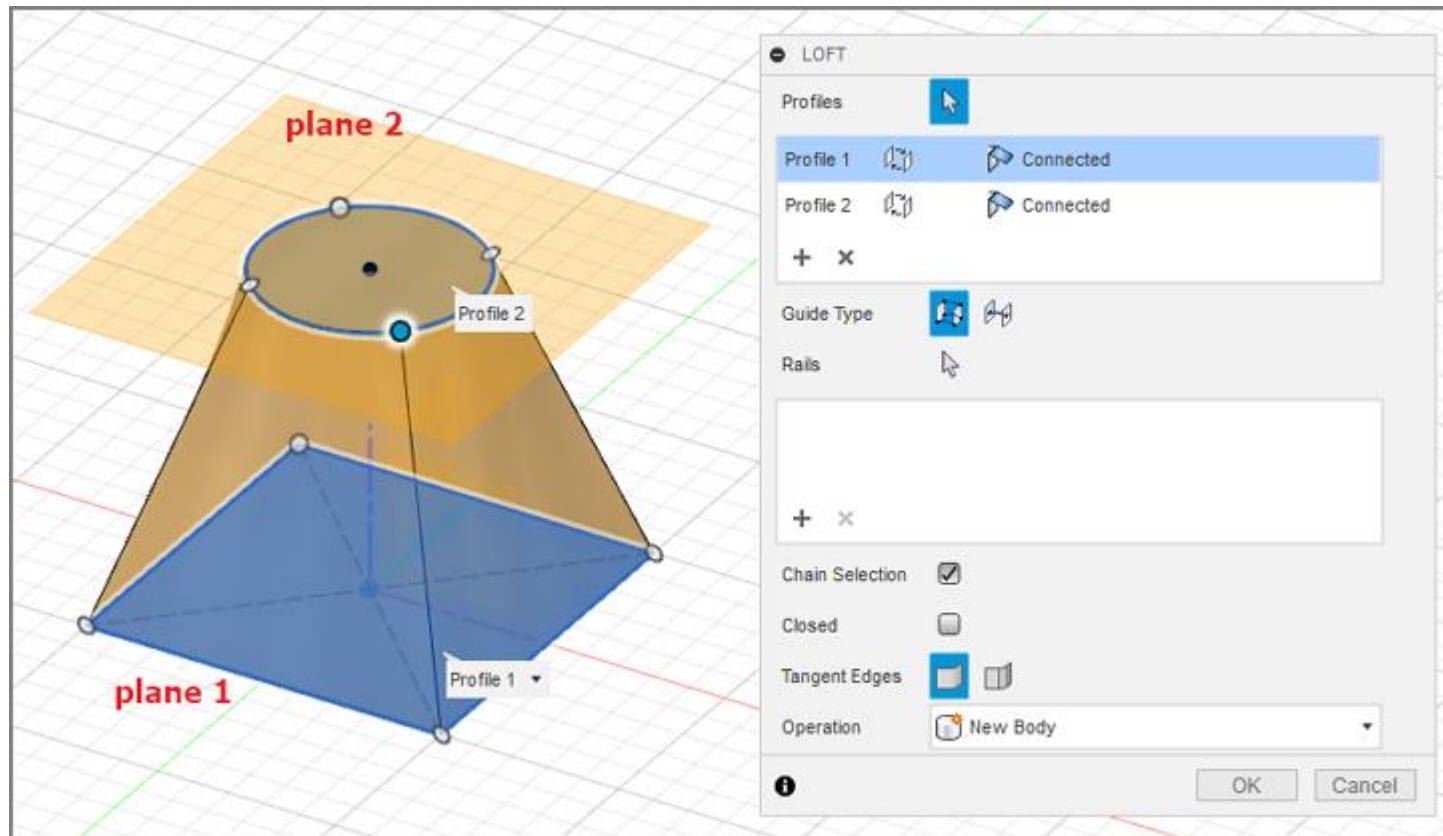 plane 2
Profile 2
plane 1
Profile 1
LOFT
Profiles
Profile 1 Connected
Profile 2 Connected
Guide Type
Rails
Chain Selection
Closed
Tangent Edges
Operation New Body
OK Cancel